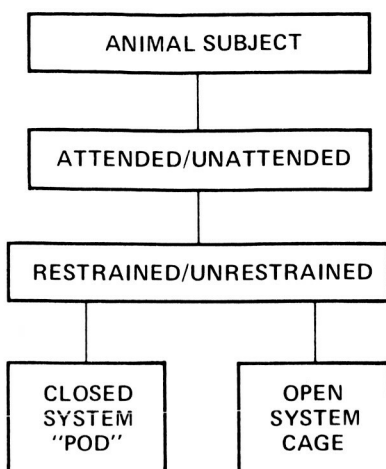 ANIMAL SUBJECT
ATTENDED/UNATTENDED
RESTRAINED/UNRESTRAINED
CLOSED
SYSTEM
"POD"
OPEN
SYSTEM
CAGE